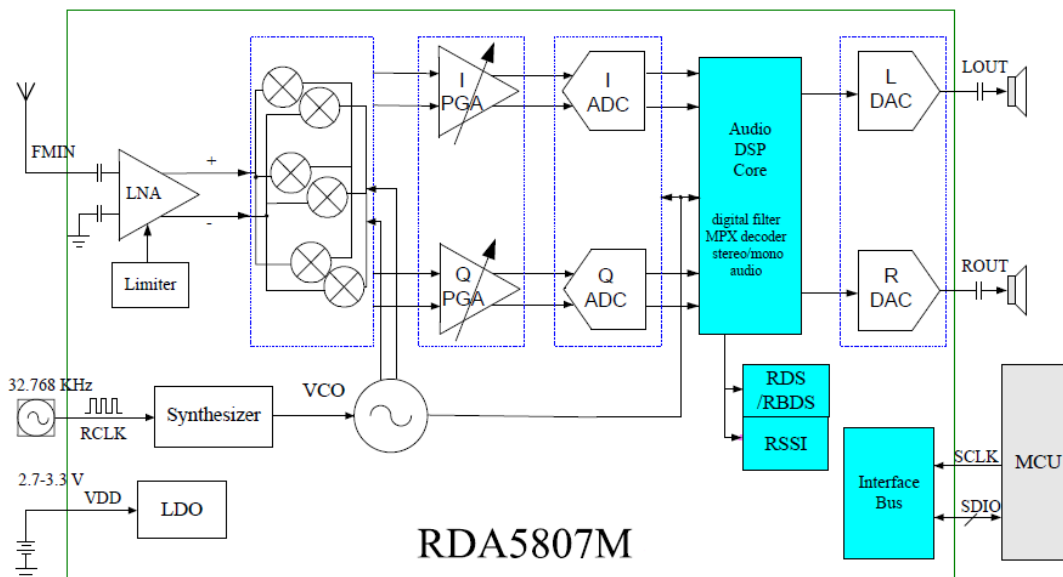 FMIN
+
-
LNA
Limiter
I
PGA
I
ADC
Q
PGA
Q
ADC
Audio
DSP
Core
digital filter
MPX decoder
stereo/mono
audio
L
DAC
LOUT
R
DAC
ROUT
32.768 KHz
RCLK
Synthesizer
VCO
RDS
/RBDS
RSSI
2.7-3.3 V
VDD
LDO
RDA5807M
Interface
Bus
SCLK
SDIO
MCU